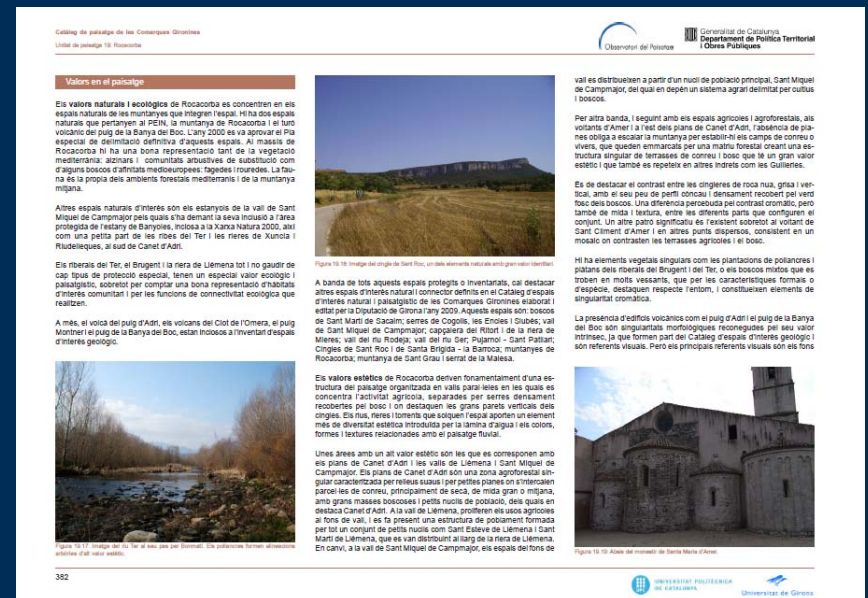 Catàleg de paisatge de les Comarques Gironines
Unitat de paisatge 19: Rocacorba
Observatori del Paisatge
Generalitat de Catalunya
Departament de Política Territorial
i Obres Públiques
Valors en el paisatge
Els valors naturals i ecològics de Rocacorba es concentren en els
espais naturals de les muntanyes que integren l'espai. Hi ha dos espais
naturals que pertanyen al PEIN, la muntanya de Rocacorba i el turó
volcànic del puig de la Banya del Boc. L'any 2000 es va aprovar el Pla
especial de delimitació definitiva d'aquests espais. Al massís de
Rocacorba hi ha una bona representació tant de la vegetació
mediterrània: alzinars i comunitats arbustives de substitució com
d'alguns boscos d'afinitats medioeuropees: fagedes i rouredes. La fau-
na és la pròpia dels ambients forestals mediterranis i de la muntanya
mitjana.
Altres espais naturals d'interès són els estanyols de la vall de Sant
Miquel de Campmajor pels quals s'ha demant la seva inclusió a l'àrea
protegida de l'estany de Banyoles, inclosa a la Xarxa Natura 2000, així
com una petita part de les ribes del Ter i les rieres de Xuncla i
Riudelleques, al sud de Canet d'Adri.
Els riberals del Ter, el Brugent i la riera de Llémena tot i no gaudir de
cap tipus de protecció especial, tenen un especial valor ecològic i
paisatgístic, sobretot per comptar una bona representació d'hàbitats
d'interès comunitari i per les funcions de connectivitat ecològica que
realitzen.
A més, el volcà del puig d'Adri, els volcans del Clot de l'Omera, el puig
Montner i el puig de la Banya del Boc, estan inclosos a l'inventari d'espais
d'interès geològic.
Figura 19.17: Imatge del riu Ter al seu pas per Bonmatí. Els pollancres formen alineacions
arbòries d'alt valor estètic.
Figura 19.18: Imatge del cingle de Sant Roc, un dels elements naturals amb gran valor identitari.
A banda de tots aquests espais protegits o inventariats, cal destacar
altres espais d'interès natural i connector definits en el Catàleg d'espais
d'interès natural i paisatgístic de les Comarques Gironines elaborat i
editat per la Diputació de Girona l'any 2009. Aquests espais són: boscos
de Sant Martí de Sacalm; serres de Cogolls, les Encies i Siubès; vall
de Sant Miquel de Campmajor; capçalera del Ritort i de la riera de
Mieres; vall del riu Rodeja; vall del riu Ser; Pujarnol - Sant Patllari;
Cingles de Sant Roc i de Santa Brígida - la Barroca; muntanyes de
Rocacorba; muntanya de Sant Grau i serrat de la Malesa.
Els valors estètics de Rocacorba deriven fonamentalment d'una es-
tructura del paisatge organitzada en valls paral·leles en les quals es
concentra l'activitat agrícola, separades per serres densament
recobertes pel bosc i on destaquen les grans parets verticals dels
cingles. Els rius, rieres i torrents que solquen l'espai aporten un element
més de diversitat estètica introduïda per la làmina d'aigua i els colors,
formes i textures relacionades amb el paisatge fluvial.
Unes àrees amb un alt valor estètic són les que es corresponen amb
els plans de Canet d'Adri i les valls de Llémena i Sant Miquel de
Campmajor. Els plans de Canet d'Adri són una zona agroforestal sin-
gular caracteritzada per relleus suaus i per petites planes on s'intercalen
parcel·les de conreu, principalment de secà, de mida gran o mitjana,
amb grans masses boscoses i petits nuclis de població, dels quals en
destaca Canet d'Adri. A la vall de Llémena, proliferen els usos agrícoles
al fons de vall, i es fa present una estructura de poblament formada
per tot un conjunt de petits nuclis com Sant Esteve de Llémena i Sant
Martí de Llémena, que es van distribuint al llarg de la riera de Llémena.
En canvi, a la vall de Sant Miquel de Campmajor, els espais del fons de
vall es distribueixen a partir d'un nucli de població principal, Sant Miquel
de Campmajor, del qual en depèn un sistema agrari delimitat per cultius
i boscos.
Per altra banda, i seguint amb els espais agrícoles i agroforestals, als
voltants d'Amer i a l'est dels plans de Canet d'Adri, l'absència de pla-
nes obliga a escalar la muntanya per establir-hi els camps de conreu o
vivers, que queden emmarcats per una matriu forestal creant una es-
tructura singular de terrasses de conreu i bosc que té un gran valor
estètic i que també es repeteix en altres indrets com les Guilleries.
És de destacar el contrast entre les cingleres de roca nua, grisa i ver-
tical, amb el seu peu de perfil còncau i densament recobert pel verd
fosc dels boscos. Una diferència percebuda pel contrast cromàtic, però
també de mida i textura, entre les diferents parts que configuren el
conjunt. Un altre patró significatiu és l'existent sobretot al voltant de
Sant Climent d'Amer i en altres punts dispersos, consistent en un
mosaic on contrasten les terrasses agrícoles i el bosc.
Hi ha elements vegetals singulars com les plantacions de pollancres i
plàtans dels riberals del Brugent i del Ter, o els boscos mixtos que es
troben en molts vessants, que per les característiques formals o
d'espècie, destaquen respecte l'entorn, i constitueixen elements de
singularitat cromàtica.
La presència d'edificis volcànics com el puig d'Adri i el puig de la Banya
del Boc són singularitats morfològiques reconegudes pel seu valor
intrínsec, ja que formen part del Catàleg d'espais d'interès geològic i
són referents visuals. Però els principals referents visuals són els fons
Figura 19.19: Absis del monestir de Santa Maria d'Amer.
382
UNIVERSITAT POLITÈCNICA
DE CATALUNYA
Universitat de Girona